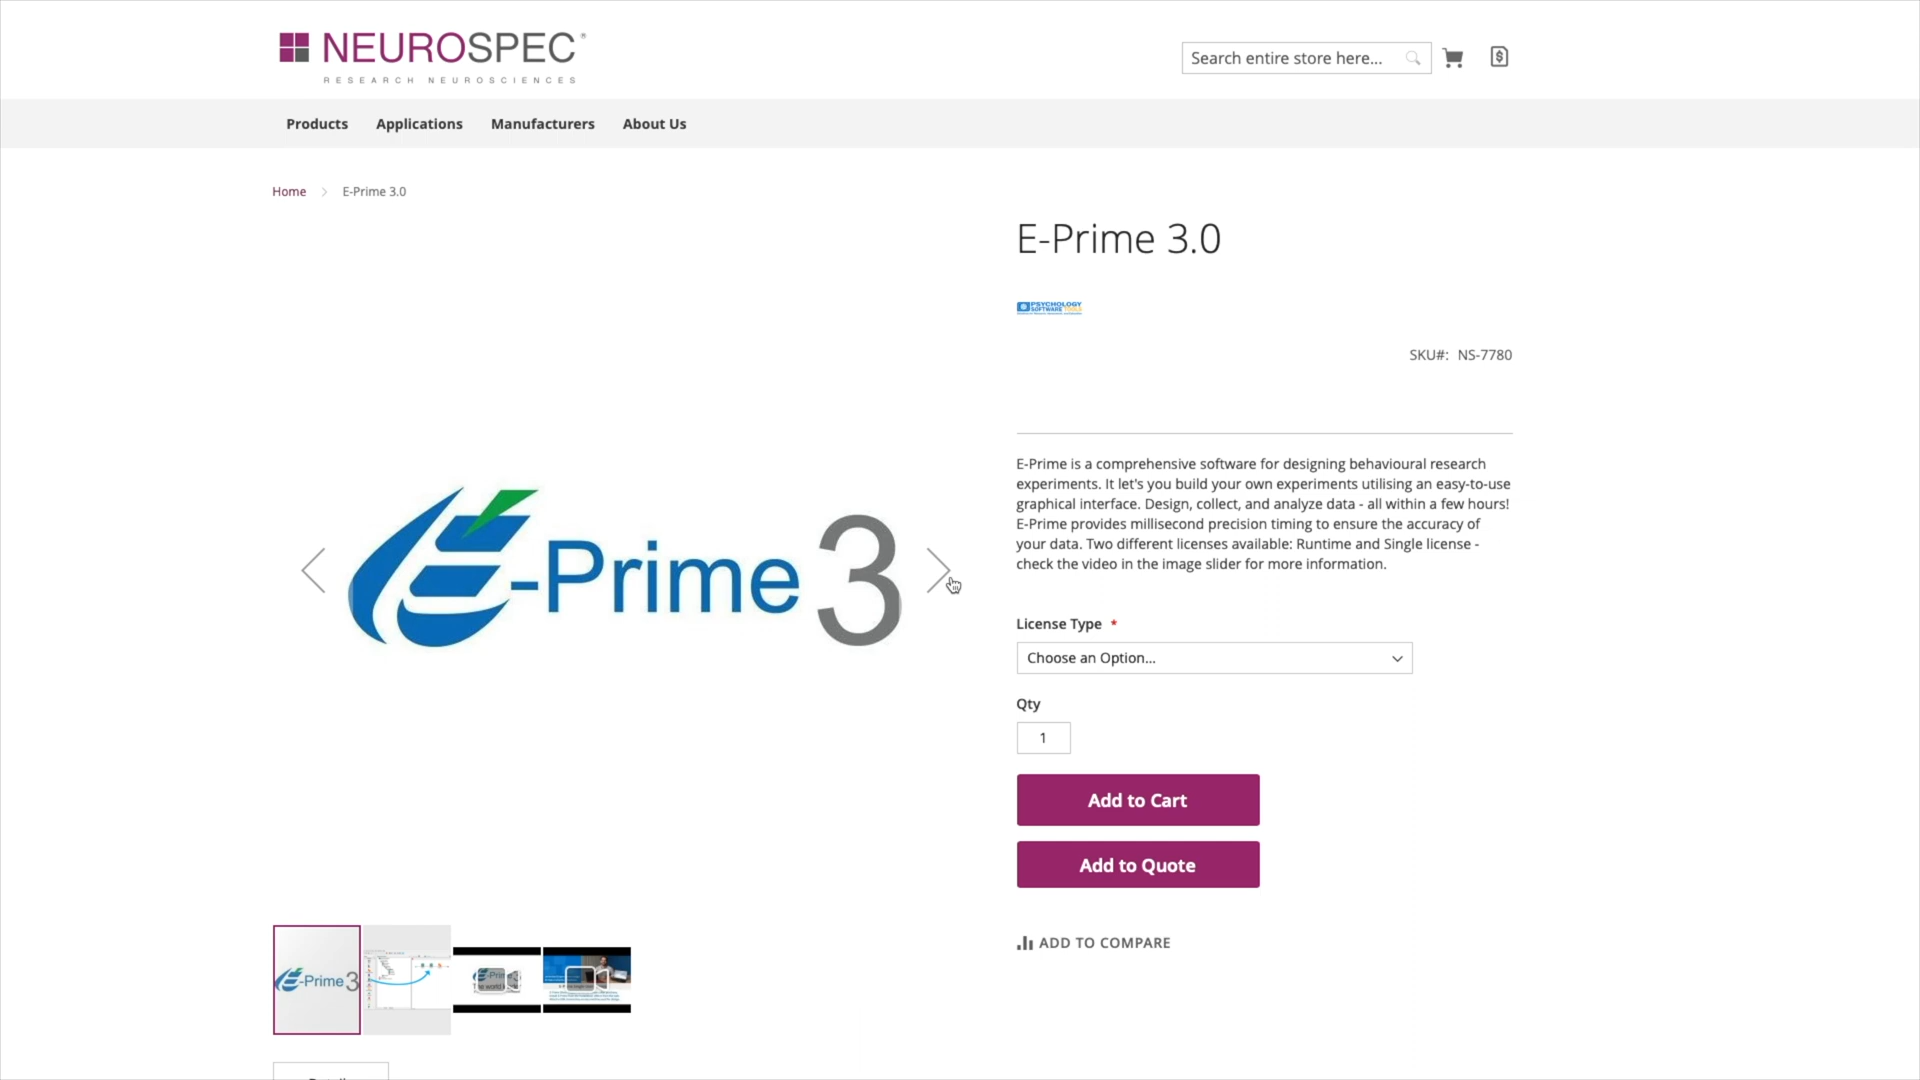 NEUROSPEC®
RESEARCH NEUROSCIENCES
Search entire store here...
Products Applications Manufacturers About Us
Home E-Prime 3.0
E-Prime 3.0
PSYCHOLOGY
SOFTWARE TOOLS
SKU#: NS-7780
E-Prime is a comprehensive software for designing behavioural research
experiments. It let's you build your own experiments utilising an easy-to-use
graphical interface. Design, collect, and analyze data - all within a few hours!
E-Prime provides millisecond precision timing to ensure the accuracy of
your data. Two different licenses available: Runtime and Single license -
check the video in the image slider for more information.
E-Prime 3
License Type *
Choose an Option...
Qty
1
Add to Cart
Add to Quote
ADD TO COMPARE
E-Prime 3